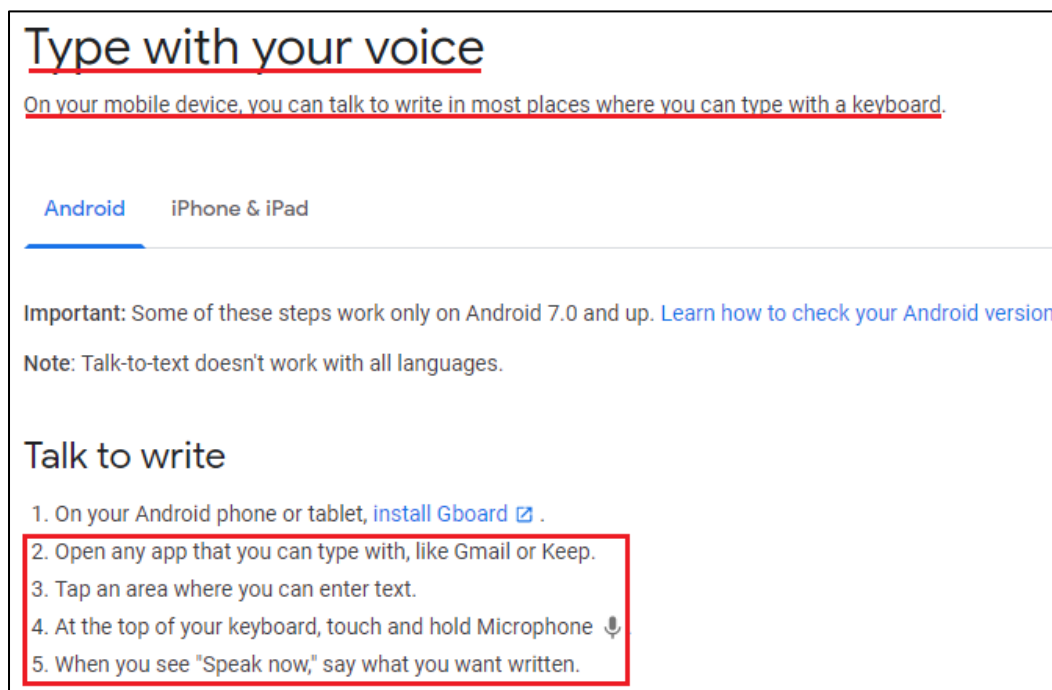 Type with your voice
On your mobile device, you can talk to write in most places where you can type with a keyboard.
Android iPhone & iPad
Important: Some of these steps work only on Android 7.0 and up. Learn how to check your Android version
Note: Talk-to-text doesn't work with all languages.
Talk to write
1. On your Android phone or tablet, install Gboard .
2. Open any app that you can type with, like Gmail or Keep.
3. Tap an area where you can enter text.
4. At the top of your keyboard, touch and hold Microphone .
5. When you see "Speak now," say what you want written.